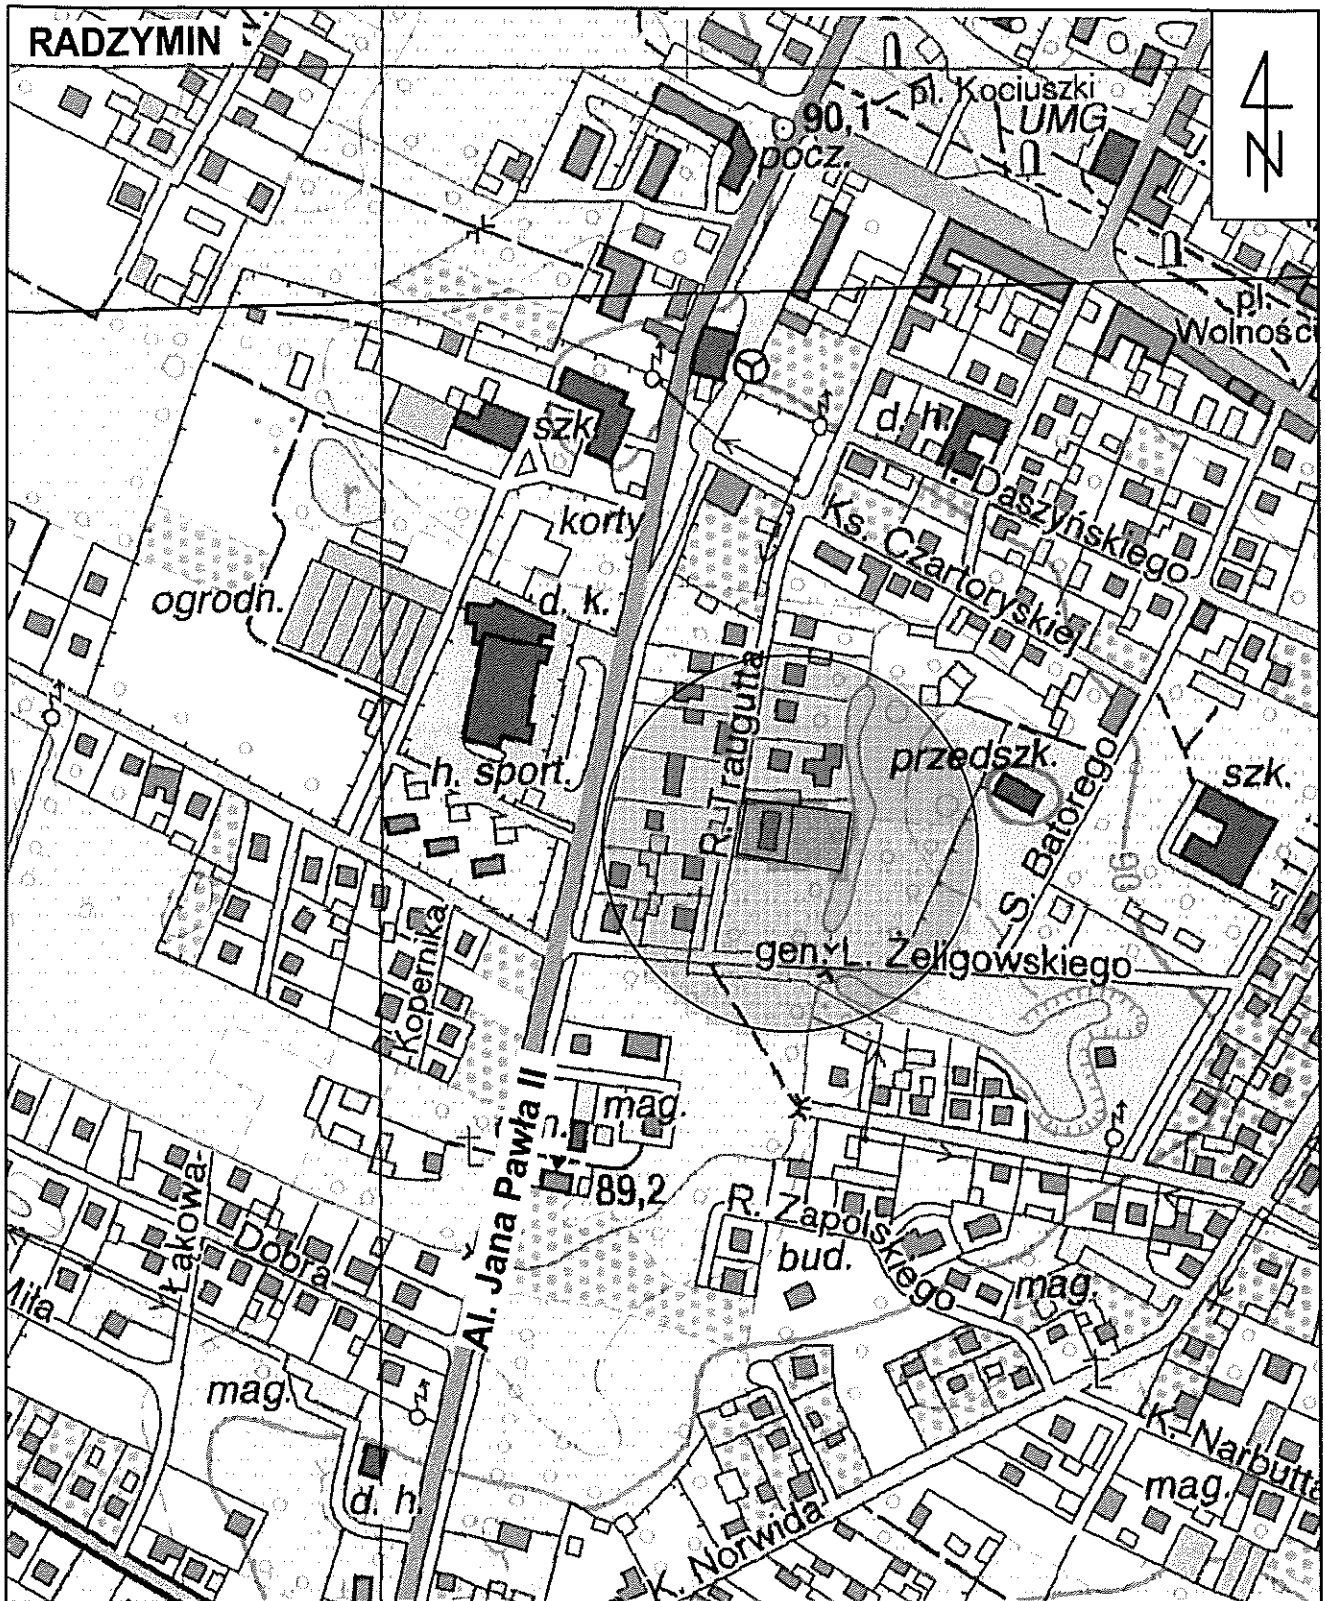 RADZYMIN
N
pl. Kociuszki
90,1
UMG
pocz.
pl.
Wolności
d. h.
szk.
I. Daszyńskiego
korty
Ks. Czartoryskiej
ogrodn.
d. k.
R. Traugutta
h. sport.
przedszk.
szk.
S. Batorego
90
gen. L. Żeligowskiego
Kopernika
mag.
Al. Jana Pawła II
89,2
R. Zapolskiego
bud.
Łąkowa
Dobra
Miła
mag.
mag.
K. Narbutta
mag.
d. h.
K. Norwida